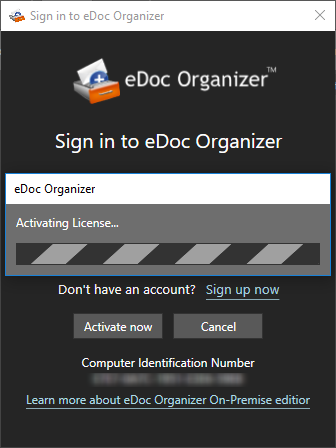 Sign in to eDoc Organizer
eDoc Organizer™
Sign in to eDoc Organizer
eDoc Organizer
Activating License...
Don't have an account? Sign up now
Activate now Cancel
Computer Identification Number
Learn more about eDoc Organizer On-Premise editior